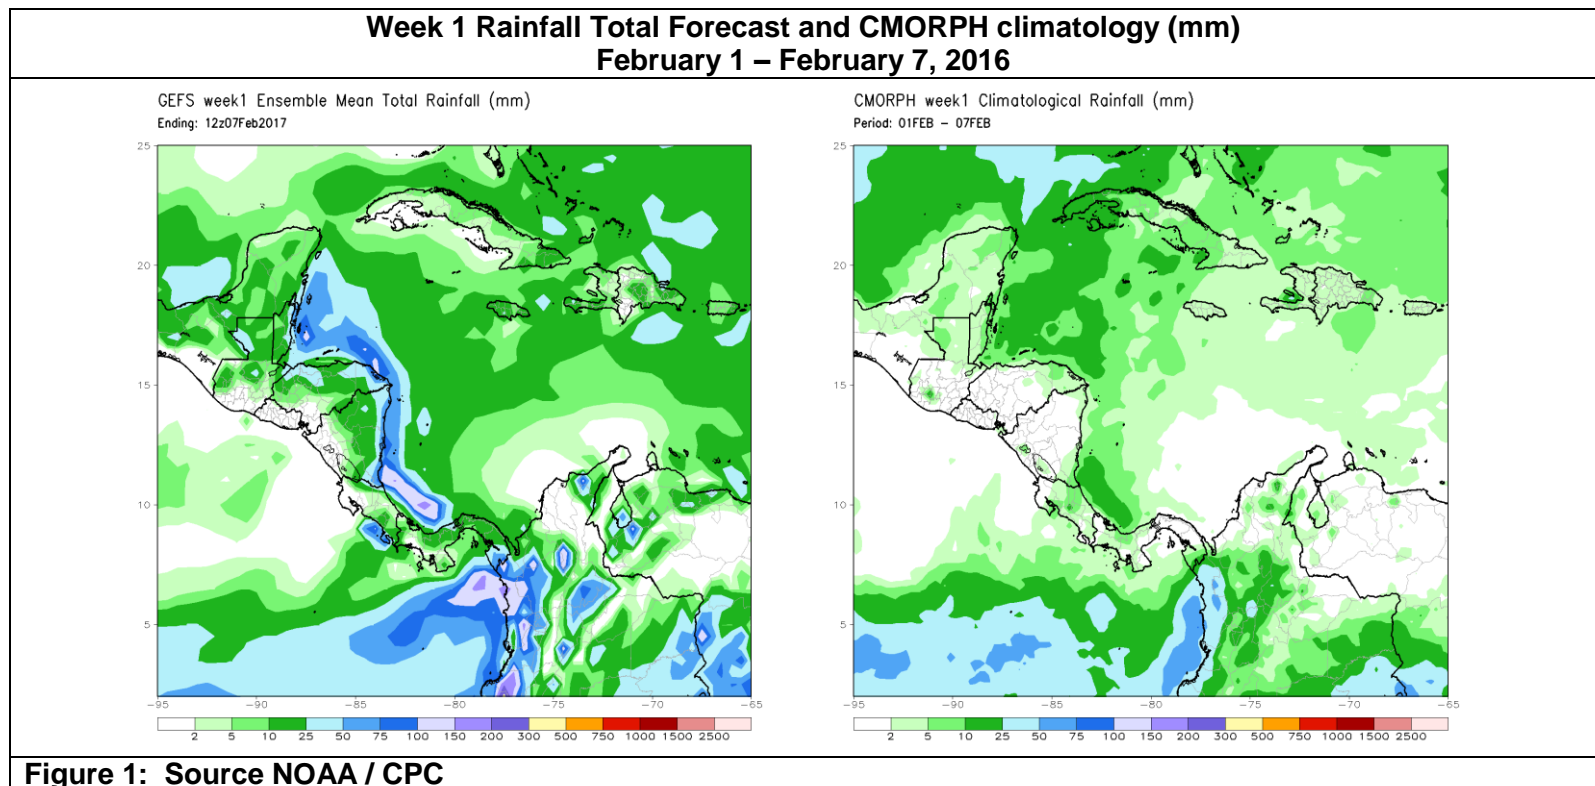 Week 1 Rainfall Total Forecast and CMORPH climatology (mm)
February 1 – February 7, 2016
GEFS week1 Ensemble Mean Total Rainfall (mm)
Ending: 12z07Feb2017
25
20
15
10
5
-95 -90 -85 -80 -75 -70 -65
2 5 10 25 50 75 100 150 200 300 500 750 1000 1500 2500
CMORPH week1 Climatological Rainfall (mm)
Period: 01FEB – 07FEB
25
20
15
10
5
-95 -90 -85 -80 -75 -70 -65
2 5 10 25 50 75 100 150 200 300 500 750 1000 1500 2500
Figure 1: Source NOAA / CPC